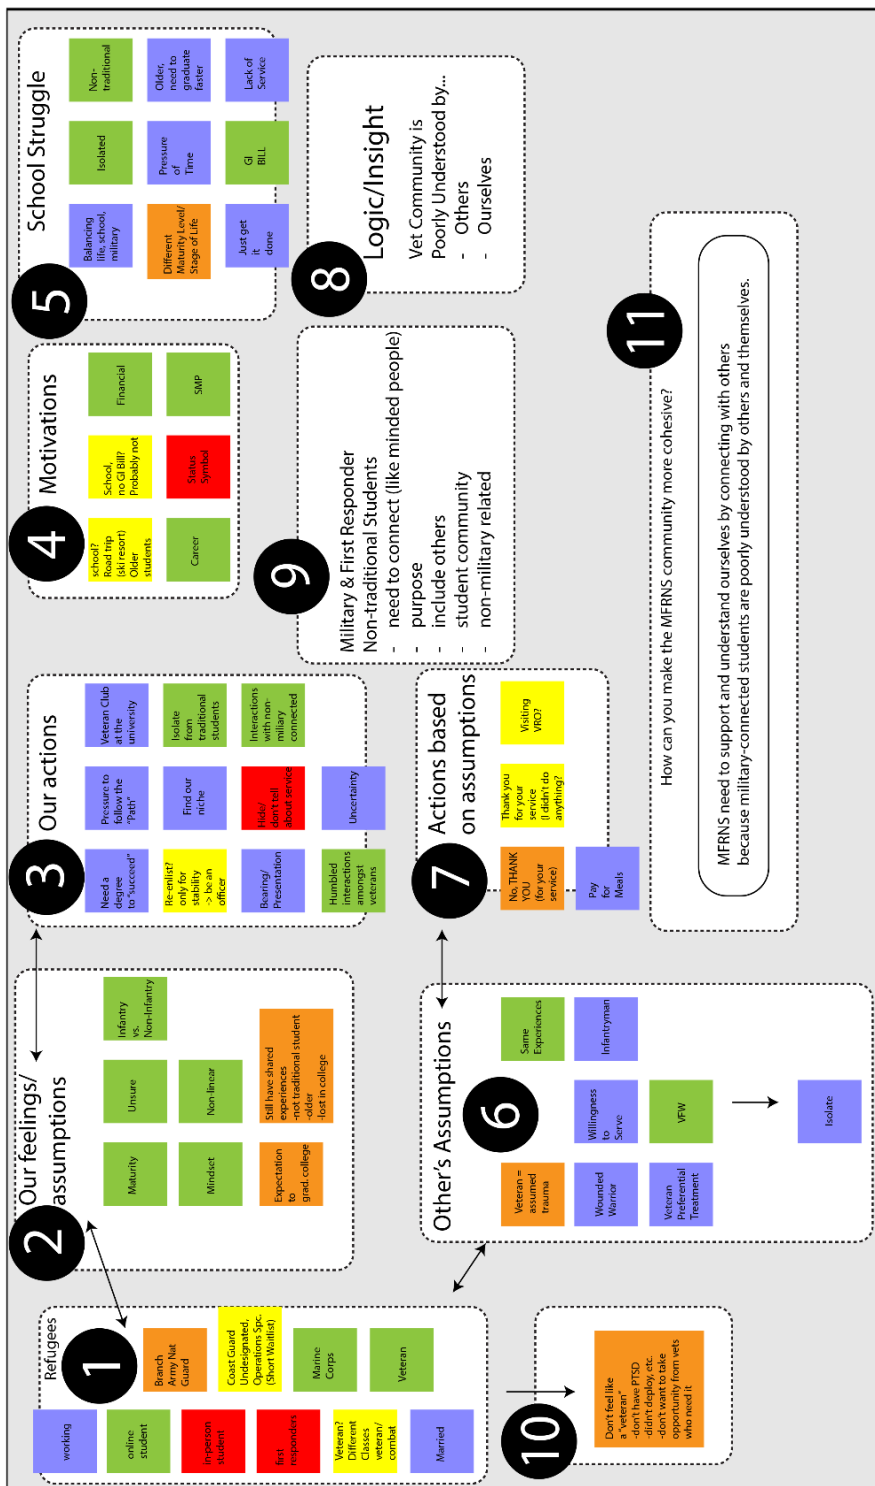 1
Refugees
working
online
student
in-person
student
first
responders
Veteran?
Different
Classes
veteran/
combat
Married
Branch
Army Nat
Guard
Coast Guard
Undesignated,
Operations Spc.
(Short Waitlist)
Marine
Corps
Veteran
2
Our feelings/
assumptions
Maturity
Unsure
Infantry
vs.
Non-Infantry
Mindset
Non-linear
Expectation
to
grad. college
Still have shared
experiences
-not traditional student
-older
-lost in college
3
Our actions
Need a
degree
to "succeed"
Pressure to
follow the
"Path"
Veteran Club
at the
university
Re-enlist?
only for
stability
-> be an
officer
Find our
niche
Isolate
from
traditional
students
Bearing/
Presentation
Hide/
don't tell
about service
Interactions
with non-
miliary
connected
Humbled
interactions
amongst
veterans
Uncertainty
4
Motivations
school?
Road trip
(ski resort)
Older
students
School,
no GI Bill?
Probably not
Financial
Career
Status
Symbol
SMP
5
School Struggle
Balancing
life, school,
military
Isolated
Non-
traditional
Different
Maturity Level/
Stage of Life
Pressure
of
Time
Older,
need to
graduate
faster
Just get
it
done
GI
BILL
Lack of
Service
6
Other's Assumptions
Veteran =
assumed
trauma
Same
Experiences
Wounded
Warrior
Willingness
to
Serve
Infantryman
Veteran
Preferential
Treatment
VFW
Isolate
7
Actions based
on assumptions
No, THANK
YOU
(for your
service)
Thank you
for your
service
(I didn't do
anything?
Visiting
VRO?
Pay
for
Meals
8
Logic/Insight
Vet Community is
Poorly Understood by...
- Others
- Ourselves
9
Military & First Responder
Non-traditional Students
- need to connect (like minded people)
- purpose
- include others
- student community
- non-military related
10
Don't feel like
a "veteran"
-don't have PTSD
-didn't deploy, etc.
-don't want to take
opportunity from vets
who need it
11
How can you make the MFRNS community more cohesive?
MFRNS need to support and understand ourselves by connecting with others
because military-connected students are poorly understood by others and themselves.